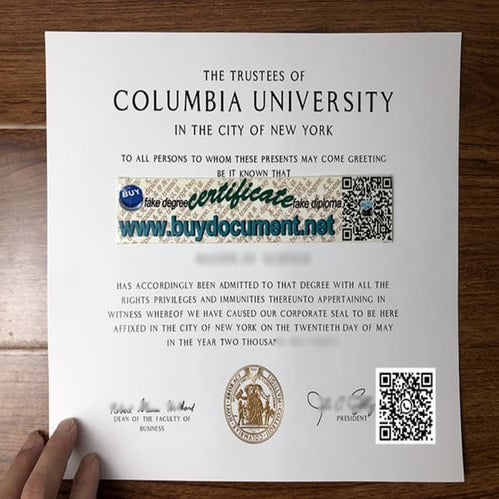 THE TRUSTEES OF
COLUMBIA UNIVERSITY
IN THE CITY OF NEW YORK
TO ALL PERSONS TO WHOM THESE PRESENTS MAY COME GREETING
BE IT KNOWN THAT
BUY fake degree certificate fake diploma
www.buydocument.net
HAS ACCORDINGLY BEEN ADMITTED TO THAT DEGREE WITH ALL THE
RIGHTS PRIVILEGES AND IMMUNITIES THEREUNTO APPERTAINING IN
WITNESS WHEREOF WE HAVE CAUSED OUR CORPORATE SEAL TO BE HERE
AFFIXED IN THE CITY OF NEW YORK ON THE TWENTIETH DAY OF MAY
IN THE YEAR TWO THOUSAN
DEAN OF THE FACULTY OF
BUSINESS
PRESIDENT